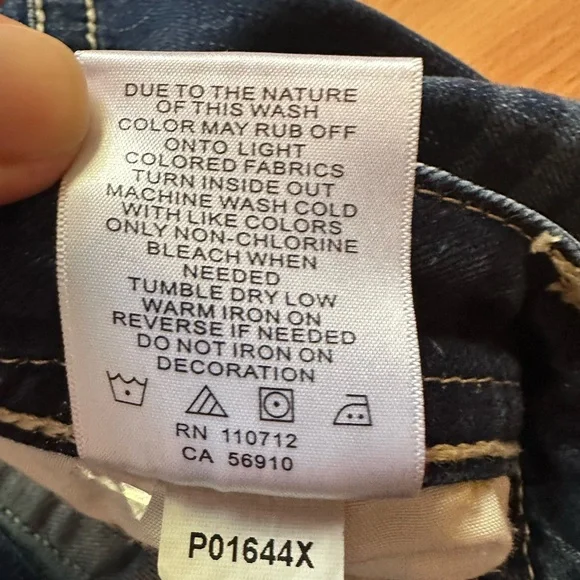 DUE TO THE NATURE
OF THIS WASH
COLOR MAY RUB OFF
ONTO LIGHT
COLORED FABRICS
TURN INSIDE OUT
MACHINE WASH COLD
WITH LIKE COLORS
ONLY NON-CHLORINE
BLEACH WHEN
NEEDED
TUMBLE DRY LOW
WARM IRON ON
REVERSE IF NEEDED
DO NOT IRON ON
DECORATION
RN 110712
CA 56910
P01644X